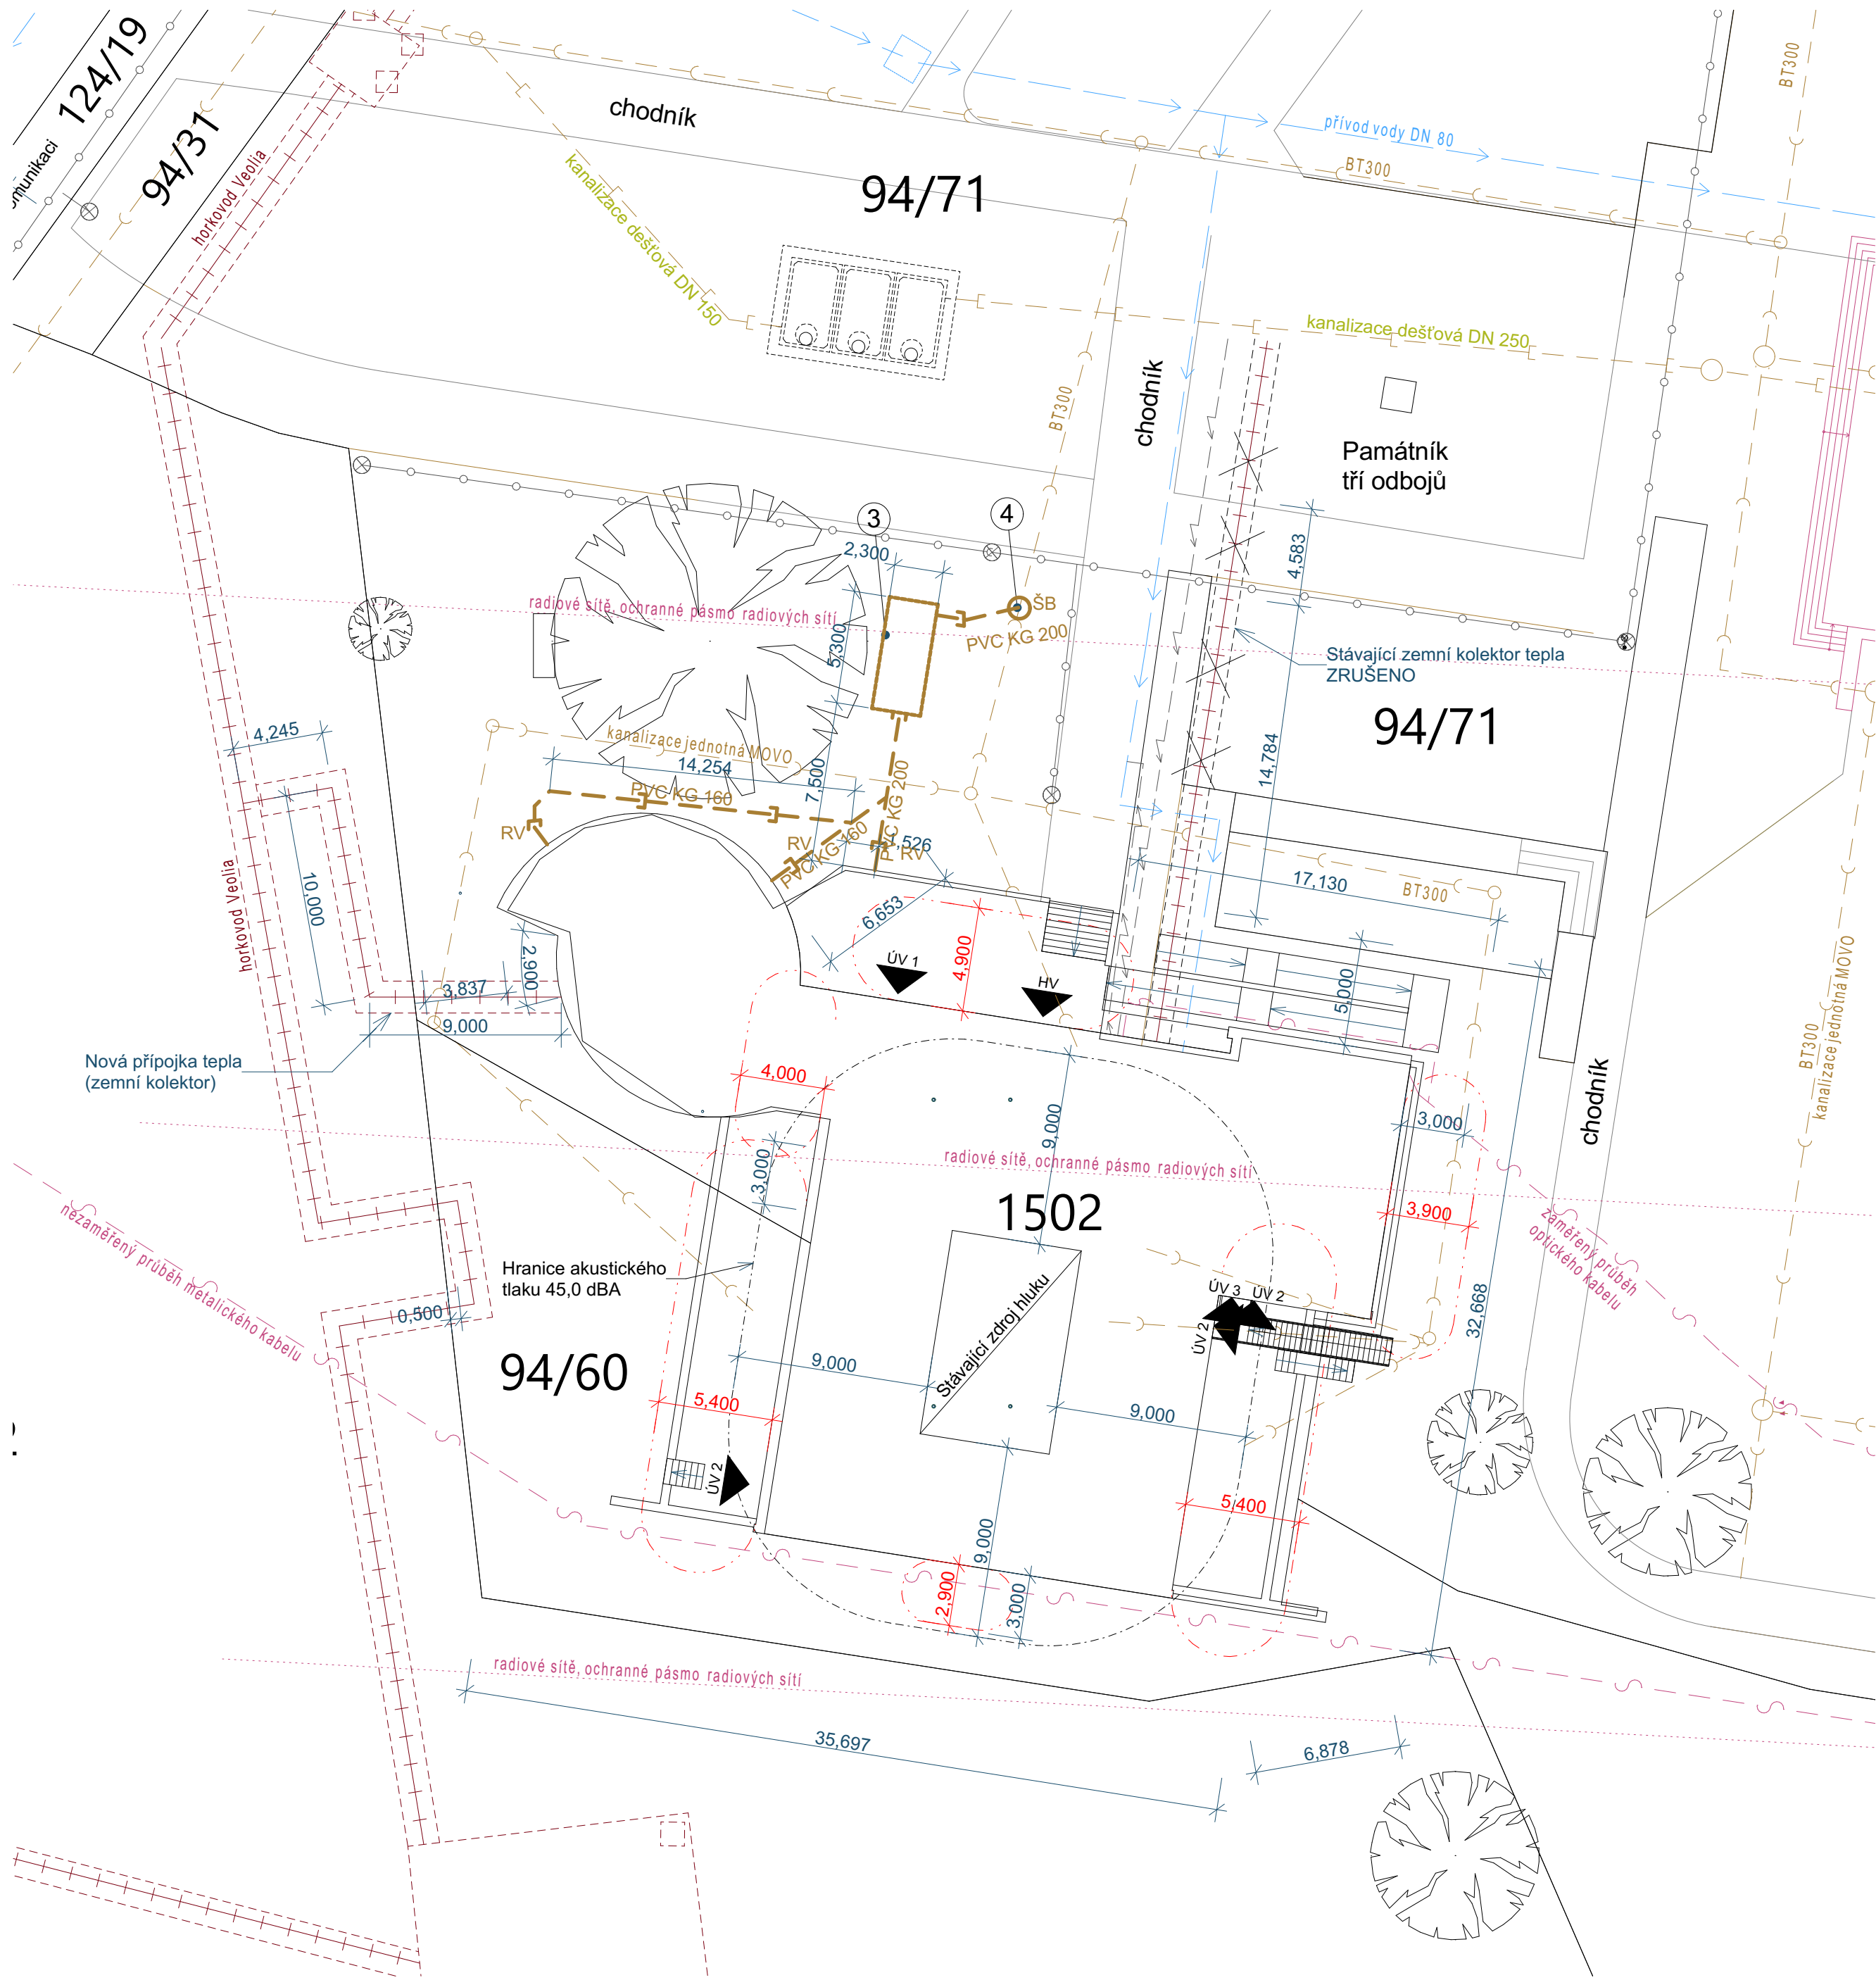 124/19
94/31
horkovod Veolia
chodník
94/71
kanalizace dešťová DN 150
přívod vody DN 80
BT300
BT300
kanalizace dešťová DN 250
BT300
chodník
Památník
tří odbojů
3
4
2,300
4,583
radiové sítě, ochranné pásmo radiových sítí
ŠB
PVC KG 200
5,300
Stávající zemní kolektor tepla
ZRUŠENO
94/71
4,245
kanalizace jednotná MOVO
14,254
PVC KG 160
7,500
PVC KG 200
14,784
RV
RV
PVC KG 160
RV
17,130
BT300
10,000
horkovod Veolia
6,653
2,900
4,900
ÚV 1
HV
5,000
3,837
9,000
Nová přípojka tepla
(zemní kolektor)
4,000
9,000
3,000
BT300
kanalizace jednotná MOVO
chodník
3,000
radiové sítě, ochranné pásmo radiových sítí
1502
3,900
nezaměřený průběh metalického kabelu
zaměřený průběh
optického kabelu
Hranice akustického
tlaku 45,0 dBA
0,500
ÚV 3
ÚV 2
ÚV 2
32,668
Stávající zdroj hluku
94/60
9,000
5,400
9,000
ÚV 2
5,400
9,000
2,900
3,000
radiové sítě, ochranné pásmo radiových sítí
35,697
6,878